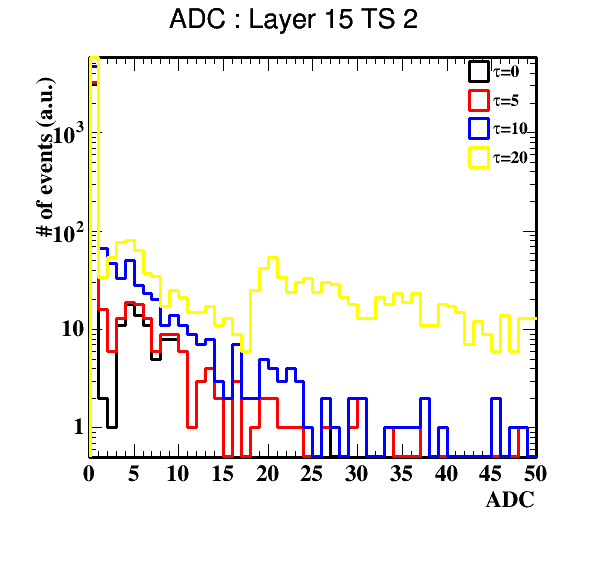 ADC : Layer 15 TS 2
# of events (a.u.)
10³
10²
10
1
τ=0
τ=5
τ=10
τ=20
0 5 10 15 20 25 30 35 40 45 50
ADC